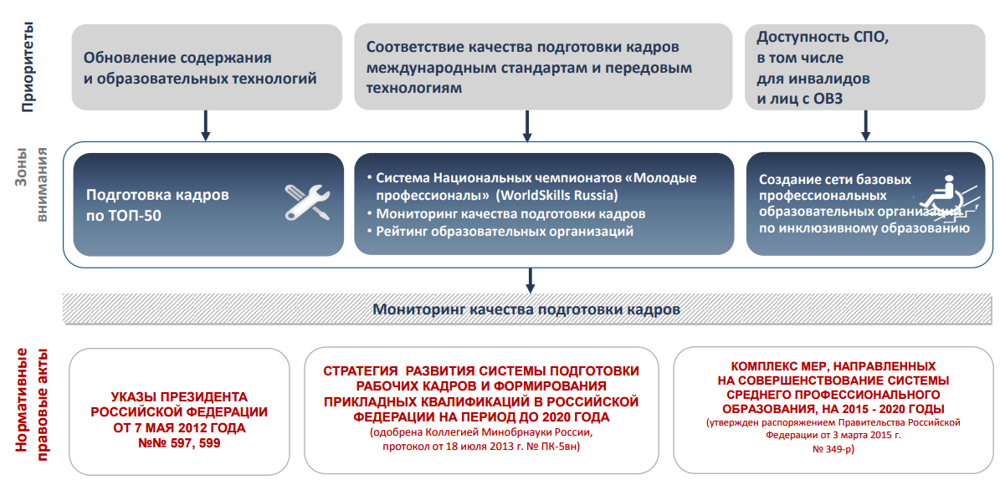 Приоритеты
Обновление содержания
и образовательных технологий
Соответствие качества подготовки кадров
международным стандартам и передовым
технологиям
Доступность СПО,
в том числе
для инвалидов
и лиц с ОВЗ
Зоны
внимания
Подготовка кадров
по ТОП-50
• Система Национальных чемпионатов «Молодые
профессионалы» (WorldSkills Russia)
• Мониторинг качества подготовки кадров
• Рейтинг образовательных организаций
Создание сети базовых
профессиональных
образовательных организаций
по инклюзивному образованию
Мониторинг качества подготовки кадров
Нормативные
правовые акты
УКАЗЫ ПРЕЗИДЕНТА
РОССИЙСКОЙ ФЕДЕРАЦИИ
ОТ 7 МАЯ 2012 ГОДА
№№ 597, 599
СТРАТЕГИЯ РАЗВИТИЯ СИСТЕМЫ ПОДГОТОВКИ
РАБОЧИХ КАДРОВ И ФОРМИРОВАНИЯ
ПРИКЛАДНЫХ КВАЛИФИКАЦИЙ В РОССИЙСКОЙ
ФЕДЕРАЦИИ НА ПЕРИОД ДО 2020 ГОДА
(одобрена Коллегией Минобрнауки России,
протокол от 18 июля 2013 г. № ПК-5вн)
КОМПЛЕКС МЕР, НАПРАВЛЕННЫХ
НА СОВЕРШЕНСТВОВАНИЕ СИСТЕМЫ
СРЕДНЕГО ПРОФЕССИОНАЛЬНОГО
ОБРАЗОВАНИЯ, НА 2015 - 2020 ГОДЫ
(утвержден распоряжением Правительства Российской
Федерации от 3 марта 2015 г.
№ 349-р)